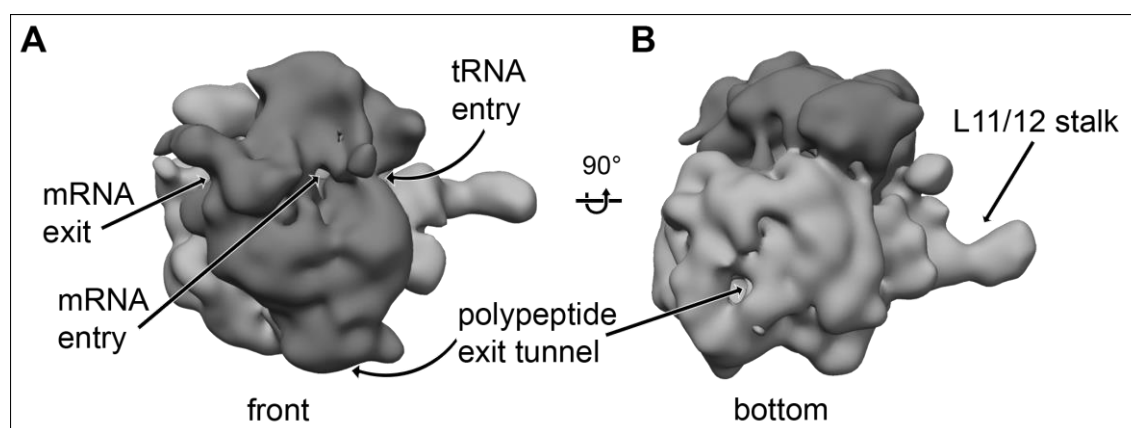 A
tRNA
entry
mRNA
exit
mRNA
entry
front
90°
B
L11/12 stalk
polypeptide
exit tunnel
bottom